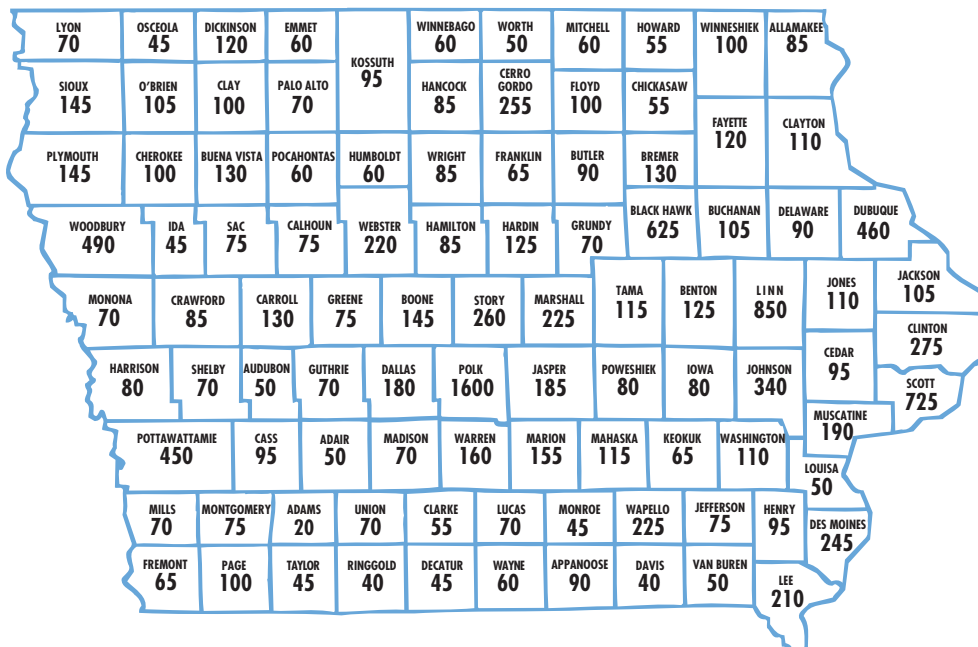 LYON
70
OSCEOLA
45
DICKINSON
120
EMMET
60
KOSSUTH
95
WINNEBAGO
60
WORTH
50
MITCHELL
60
HOWARD
55
WINNESHIEK
100
ALLAMAKEE
85
SIOUX
145
O'BRIEN
105
CLAY
100
PALO ALTO
70
HANCOCK
85
CERRO
GORDO
255
FLOYD
100
CHICKASAW
55
FAYETTE
120
CLAYTON
110
PLYMOUTH
145
CHEROKEE
100
BUENA VISTA
130
POCAHONTAS
60
HUMBOLDT
60
WRIGHT
85
FRANKLIN
65
BUTLER
90
BREMER
130
WOODBURY
490
IDA
45
SAC
75
CALHOUN
75
WEBSTER
220
HAMILTON
85
HARDIN
125
GRUNDY
70
BLACK HAWK
625
BUCHANAN
105
DELAWARE
90
DUBUQUE
460
MONONA
70
CRAWFORD
85
CARROLL
130
GREENE
75
BOONE
145
STORY
260
MARSHALL
225
TAMA
115
BENTON
125
LINN
850
JONES
110
JACKSON
105
CLINTON
275
HARRISON
80
SHELBY
70
AUDUBON
50
GUTHRIE
70
DALLAS
180
POLK
1600
JASPER
185
POWESHIEK
80
IOWA
80
JOHNSON
340
CEDAR
95
SCOTT
725
MUSCATINE
190
POTTAWATTAMIE
450
CASS
95
ADAIR
50
MADISON
70
WARREN
160
MARION
155
MAHASKA
115
KEOKUK
65
WASHINGTON
110
LOUISA
50
MILLS
70
MONTGOMERY
75
ADAMS
20
UNION
70
CLARKE
55
LUCAS
70
MONROE
45
WAPELLO
225
JEFFERSON
75
HENRY
95
DES MOINES
245
FREMONT
65
PAGE
100
TAYLOR
45
RINGGOLD
40
DECATUR
45
WAYNE
60
APPANOOSE
90
DAVIS
40
VAN BUREN
50
LEE
210